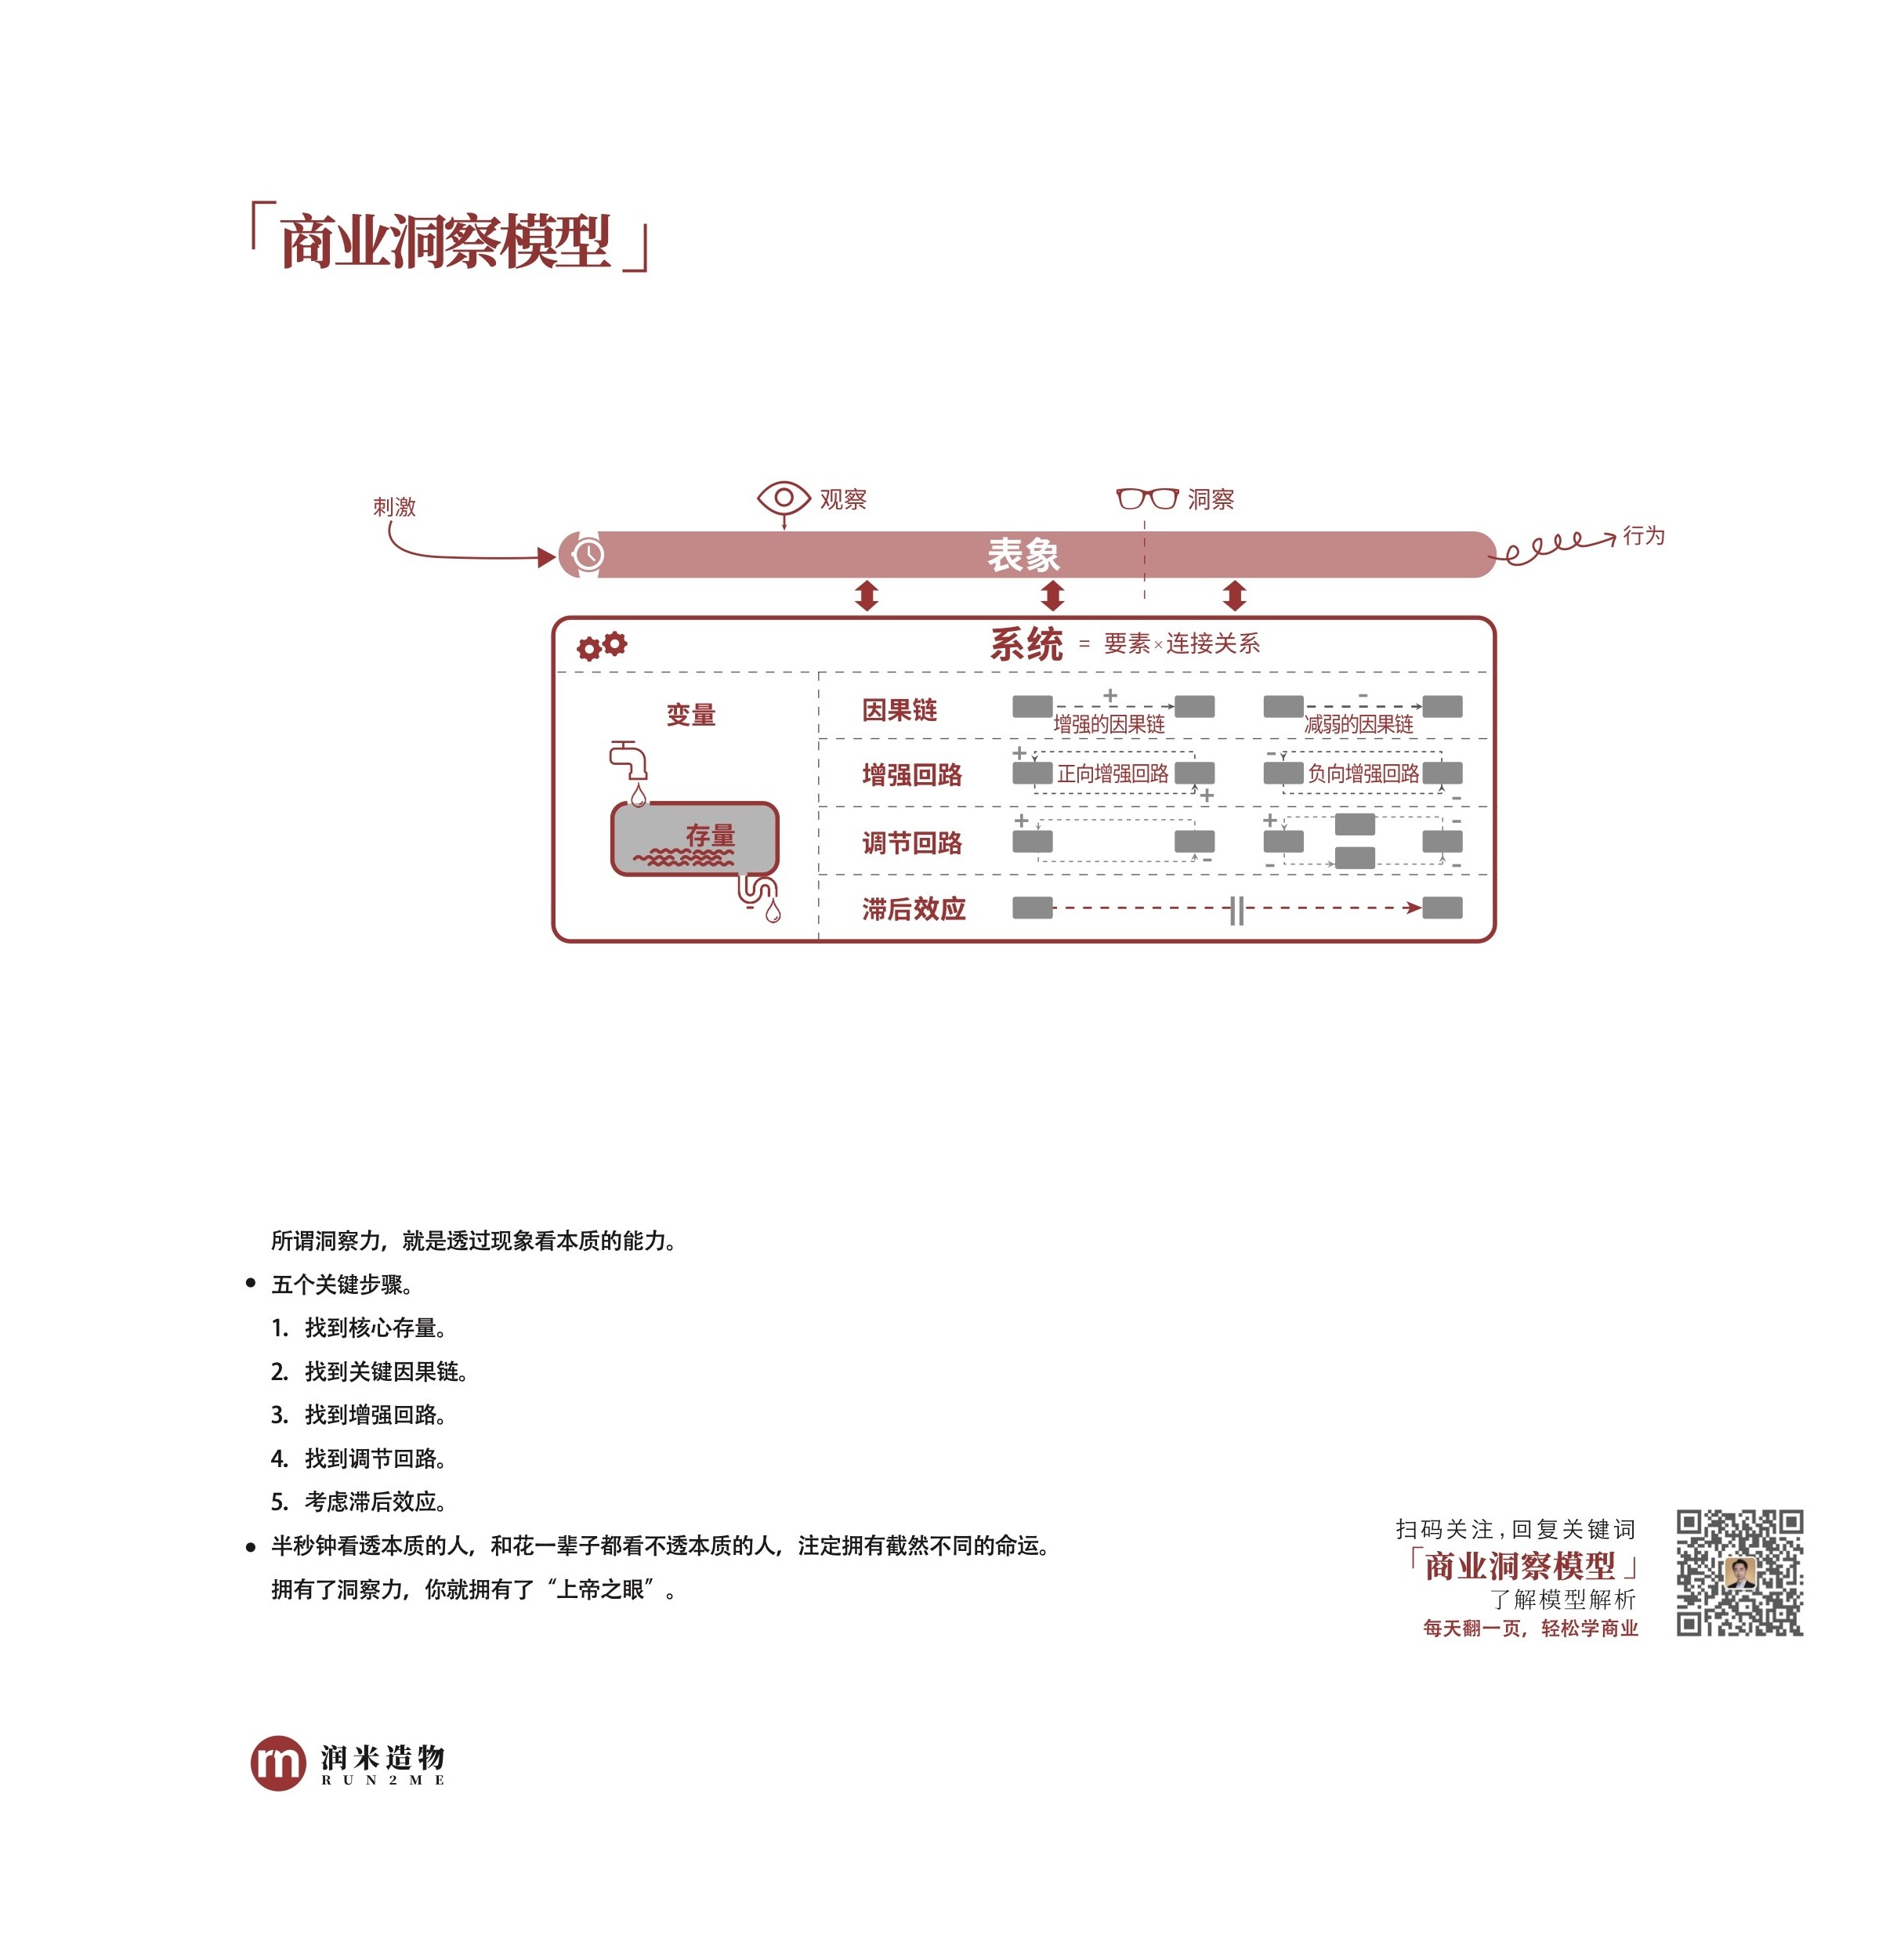 「商业洞察模型」
刺激
观察
洞察
表象
行为
系统 = 要素×连接关系
变量
存量
-
因果链
+
增强的因果链
-
减弱的因果链
增强回路
+
正向增强回路
+
-
负向增强回路
-
调节回路
+
-
+
-
-
-
滞后效应
所谓洞察力，就是透过现象看本质的能力。
● 五个关键步骤。
1. 找到核心存量。
2. 找到关键因果链。
3. 找到增强回路。
4. 找到调节回路。
5. 考虑滞后效应。
● 半秒钟看透本质的人，和花一辈子都看不透本质的人，注定拥有截然不同的命运。
拥有了洞察力，你就拥有了“上帝之眼”。
扫码关注,回复关键词
「商业洞察模型」
了解模型解析
每天翻一页，轻松学商业
m
润米造物
RUN2ME